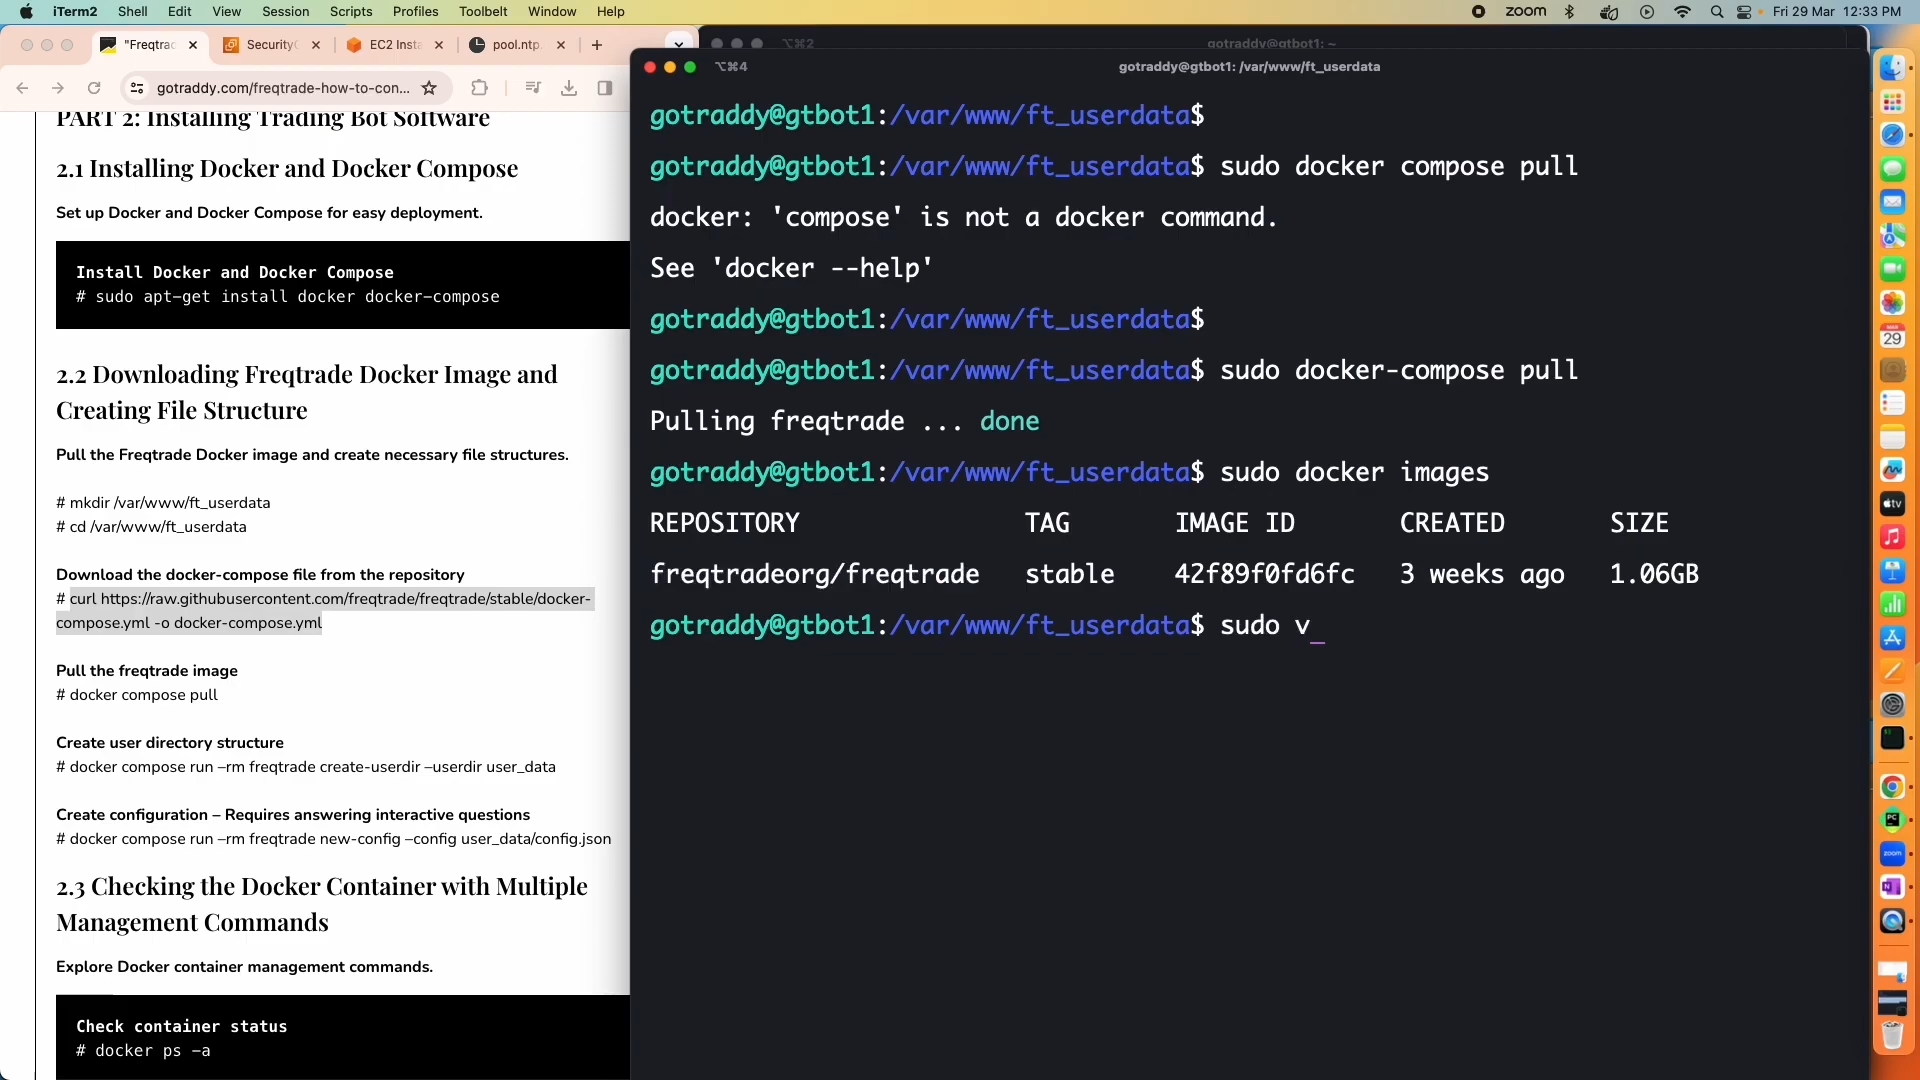 iTerm2 Shell Edit View Session Scripts Profiles Toolbelt Window Help
zoom Fri 29 Mar 12:33 PM
"Freqtrad
Security
EC2 Insta
pool.ntp.
gotraddy.com/freqtrade-how-to-con...
PART 2: Installing Trading Bot Software
2.1 Installing Docker and Docker Compose
Set up Docker and Docker Compose for easy deployment.
Install Docker and Docker Compose
# sudo apt-get install docker docker-compose
2.2 Downloading Freqtrade Docker Image and
Creating File Structure
Pull the Freqtrade Docker image and create necessary file structures.
# mkdir /var/www/ft_userdata
# cd /var/www/ft_userdata
Download the docker-compose file from the repository
# curl https://raw.githubusercontent.com/freqtrade/freqtrade/stable/docker-
compose.yml -o docker-compose.yml
Pull the freqtrade image
# docker compose pull
Create user directory structure
# docker compose run –rm freqtrade create-userdir –userdir user_data
Create configuration – Requires answering interactive questions
# docker compose run –rm freqtrade new-config –config user_data/config.json
2.3 Checking the Docker Container with Multiple
Management Commands
Explore Docker container management commands.
Check container status
# docker ps –a
⌥⌘2 gotraddy@gtbot1: ~
⌥⌘4 gotraddy@gtbot1: /var/www/ft_userdata
gotraddy@gtbot1:/var/www/ft_userdata$
gotraddy@gtbot1:/var/www/ft_userdata$ sudo docker compose pull
docker: 'compose' is not a docker command.
See 'docker --help'
gotraddy@gtbot1:/var/www/ft_userdata$
gotraddy@gtbot1:/var/www/ft_userdata$ sudo docker-compose pull
Pulling freqtrade ... done
gotraddy@gtbot1:/var/www/ft_userdata$ sudo docker images
REPOSITORY TAG IMAGE ID CREATED SIZE
freqtradeorg/freqtrade stable 42f89f0fd6fc 3 weeks ago 1.06GB
gotraddy@gtbot1:/var/www/ft_userdata$ sudo v_
29
tv
PC
zoom
N